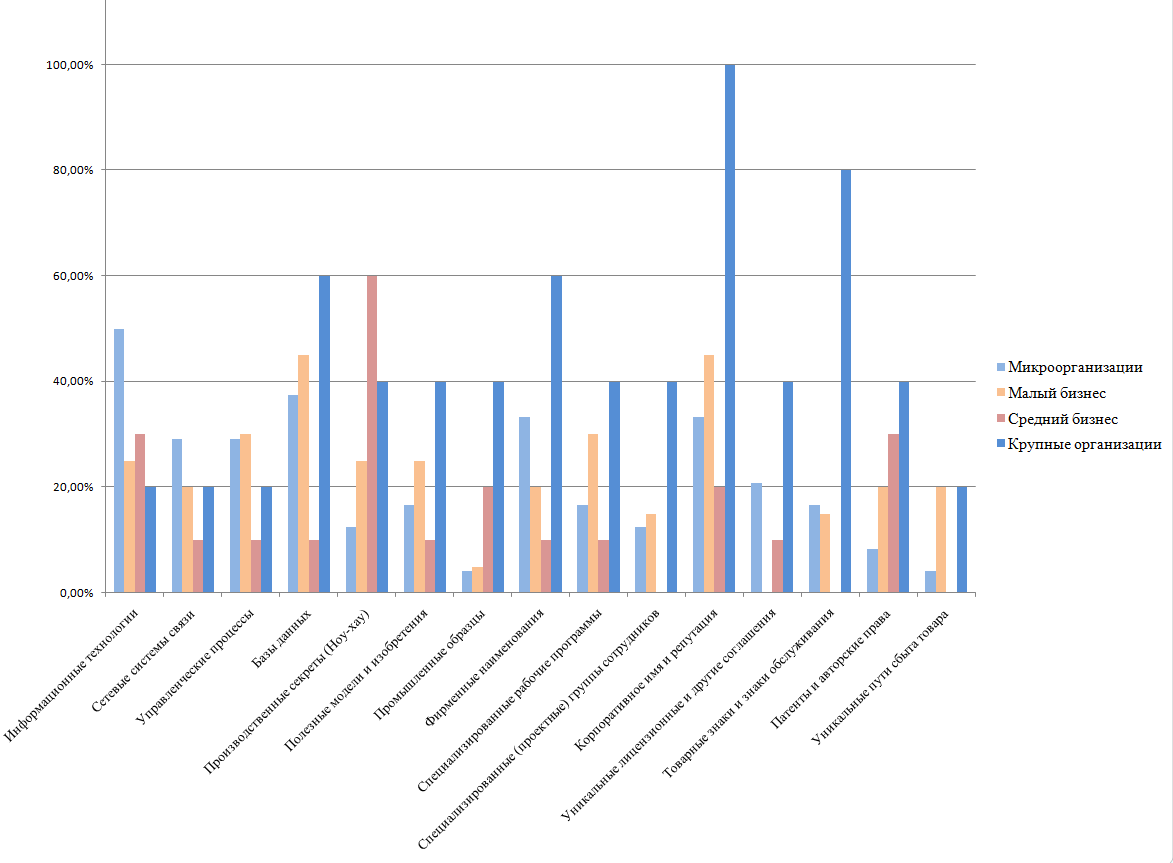 100,00%
80,00%
60,00%
40,00%
20,00%
0,00%
Информационные технологии
Сетевые системы связи
Управленческие процессы
Базы данных
Производственные секреты (Ноу-хау)
Полезные модели и изобретения
Промышленные образцы
Фирменные наименования
Специализированные рабочие программы
Специализированные (проектные) группы сотрудников
Корпоративное имя и репутация
Уникальные лицензионные и другие соглашения
Товарные знаки и знаки обслуживания
Патенты и авторские права
Уникальные пути сбыта товара
Микроорганизации
Малый бизнес
Средний бизнес
Крупные организации